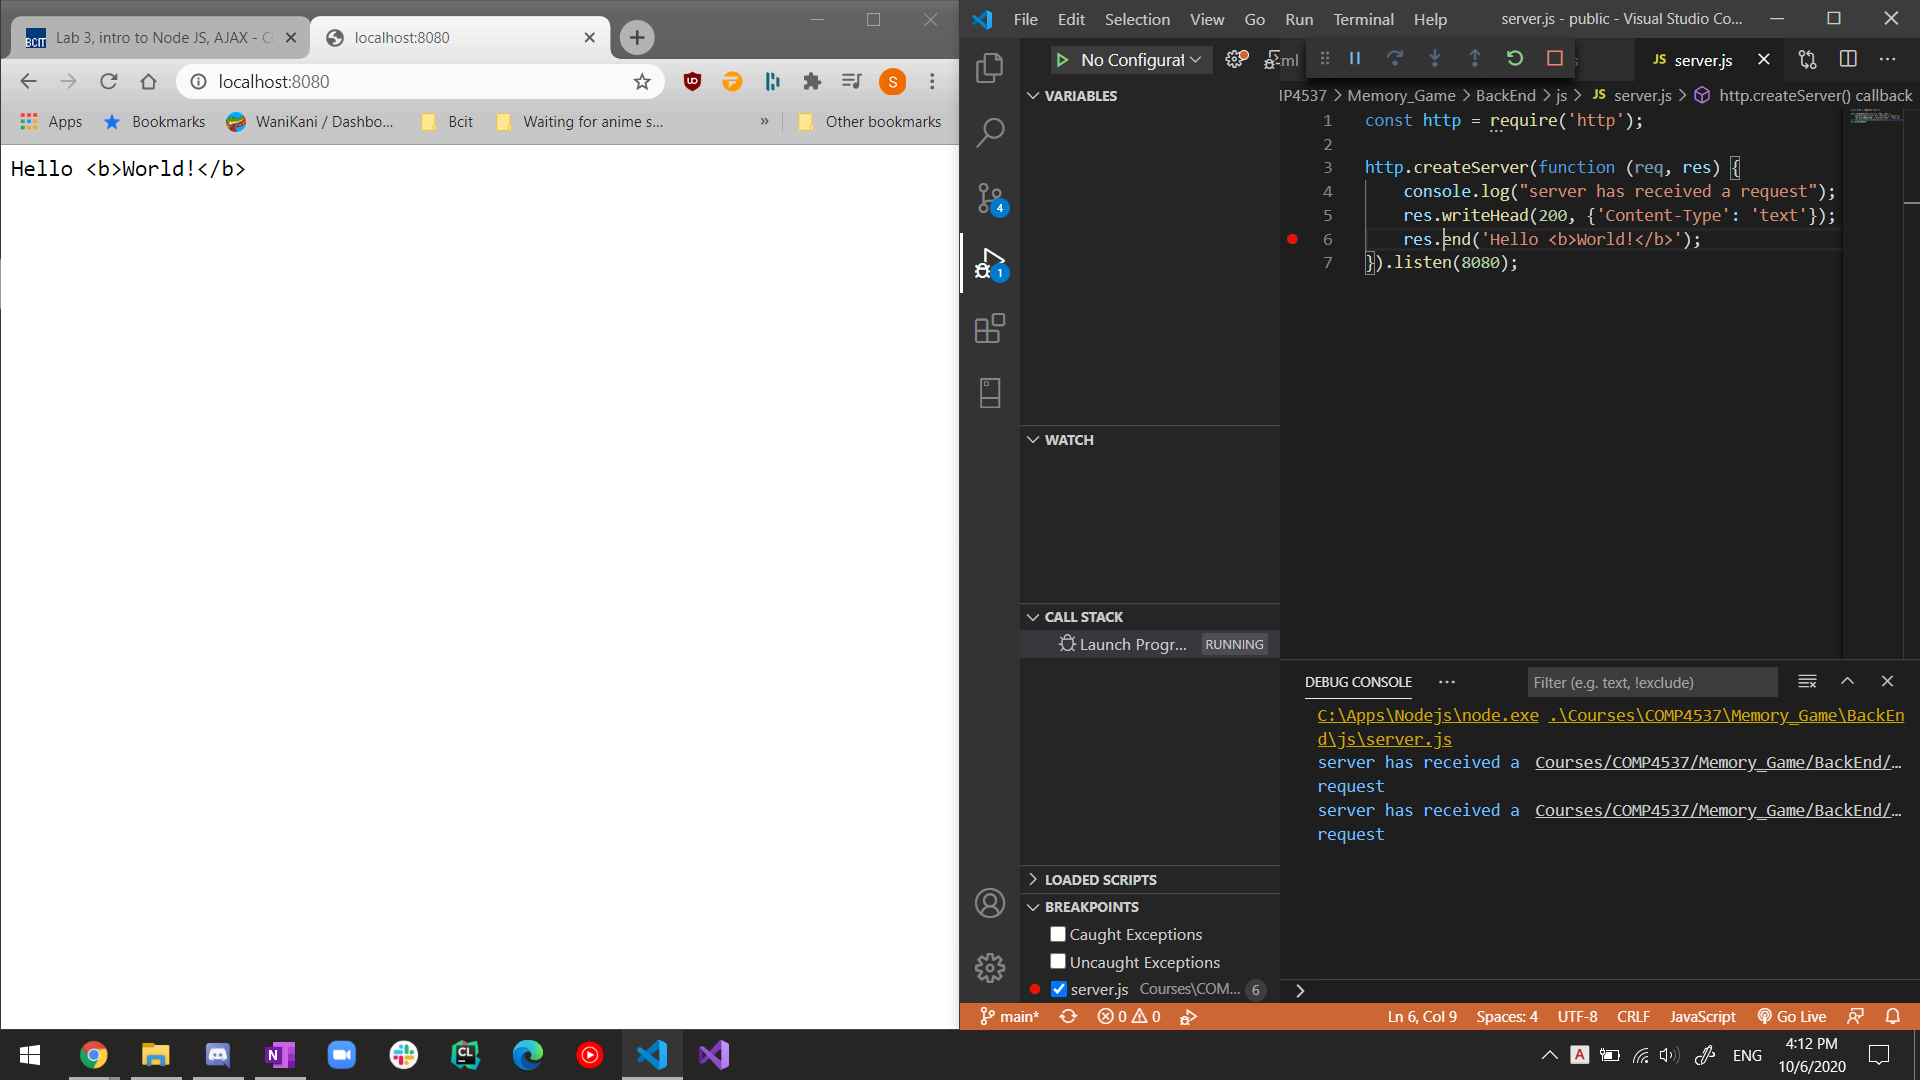 Lab 3, intro to Node JS, AJAX - CO
localhost:8080
localhost:8080
S
Apps
Bookmarks
WaniKani / Dashbo...
Bcit
Waiting for anime s...
»
Other bookmarks
Hello <b>World!</b>
File Edit Selection View Go Run Terminal Help
server.js - public - Visual Studio Co...
No Configurat
ml
JS server.js
IP4537 > Memory_Game > BackEnd > js > JS server.js > http.createServer() callback
VARIABLES
1 const http = require('http');
2
3 http.createServer(function (req, res) {
4 console.log("server has received a request");
5 res.writeHead(200, {'Content-Type': 'text'});
6 res.end('Hello <b>World!</b>');
7 }).listen(8080);
4
1
WATCH
CALL STACK
Launch Progr... RUNNING
DEBUG CONSOLE
Filter (e.g. text, !exclude)
C:\Apps\Nodejs\node.exe .\Courses\COMP4537\Memory_Game\BackEn
d\js\server.js
server has received a Courses/COMP4537/Memory_Game/BackEnd/...
request
server has received a Courses/COMP4537/Memory_Game/BackEnd/...
request
LOADED SCRIPTS
BREAKPOINTS
Caught Exceptions
Uncaught Exceptions
server.js Courses\COM... 6
main* 0 0
Ln 6, Col 9 Spaces: 4 UTF-8 CRLF JavaScript Go Live
ENG
4:12 PM
10/6/2020